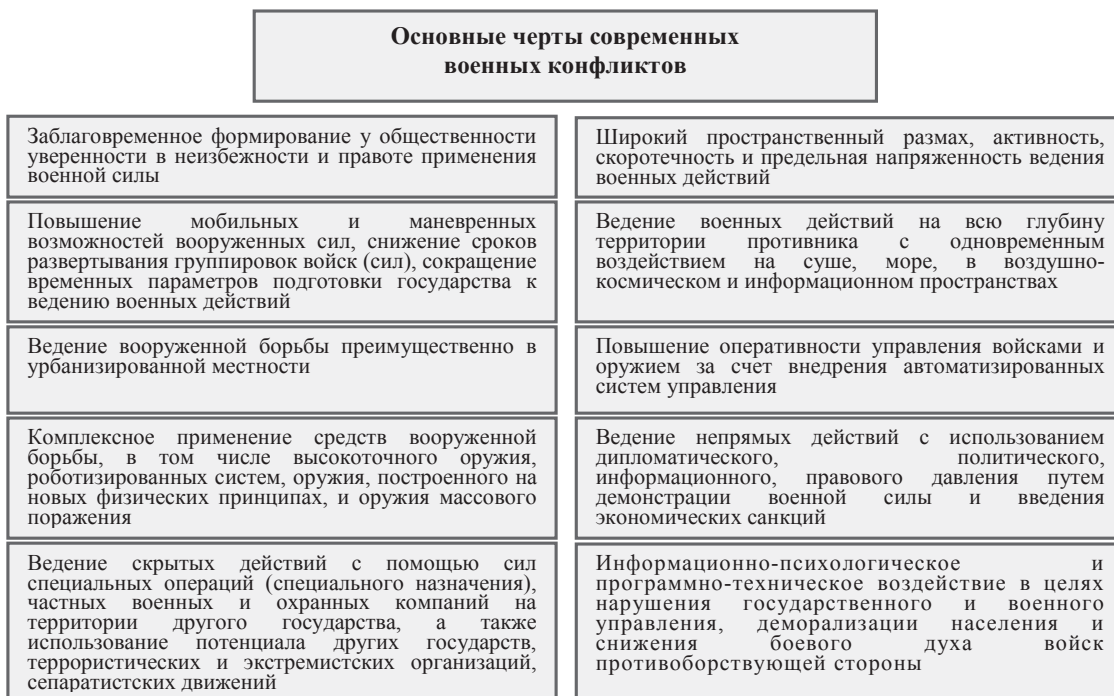 Основные черты современных
военных конфликтов
Заблаговременное формирование у общественности
уверенности в неизбежности и правоте применения
военной силы
Широкий пространственный размах, активность,
скоротечность и предельная напряженность ведения
военных действий
Повышение мобильных и маневренных
возможностей вооруженных сил, снижение сроков
развертывания группировок войск (сил), сокращение
временных параметров подготовки государства к
ведению военных действий
Ведение военных действий на всю глубину
территории противника с одновременным
воздействием на суше, море, в воздушно-
космическом и информационном пространствах
Ведение вооруженной борьбы преимущественно в
урбанизированной местности
Повышение оперативности управления войсками и
оружием за счет внедрения автоматизированных
систем управления
Комплексное применение средств вооруженной
борьбы, в том числе высокоточного оружия,
роботизированных систем, оружия, построенного на
новых физических принципах, и оружия массового
поражения
Ведение непрямых действий с использованием
дипломатического, политического,
информационного, правового давления путем
демонстрации военной силы и введения
экономических санкций
Ведение скрытых действий с помощью сил
специальных операций (специального назначения),
частных военных и охранных компаний на
территории другого государства, а также
использование потенциала других государств,
террористических и экстремистских организаций,
сепаратистских движений
Информационно-психологическое и
программно-техническое воздействие в целях
нарушения государственного и военного
управления, деморализации населения и
снижения боевого духа войск
противоборствующей стороны